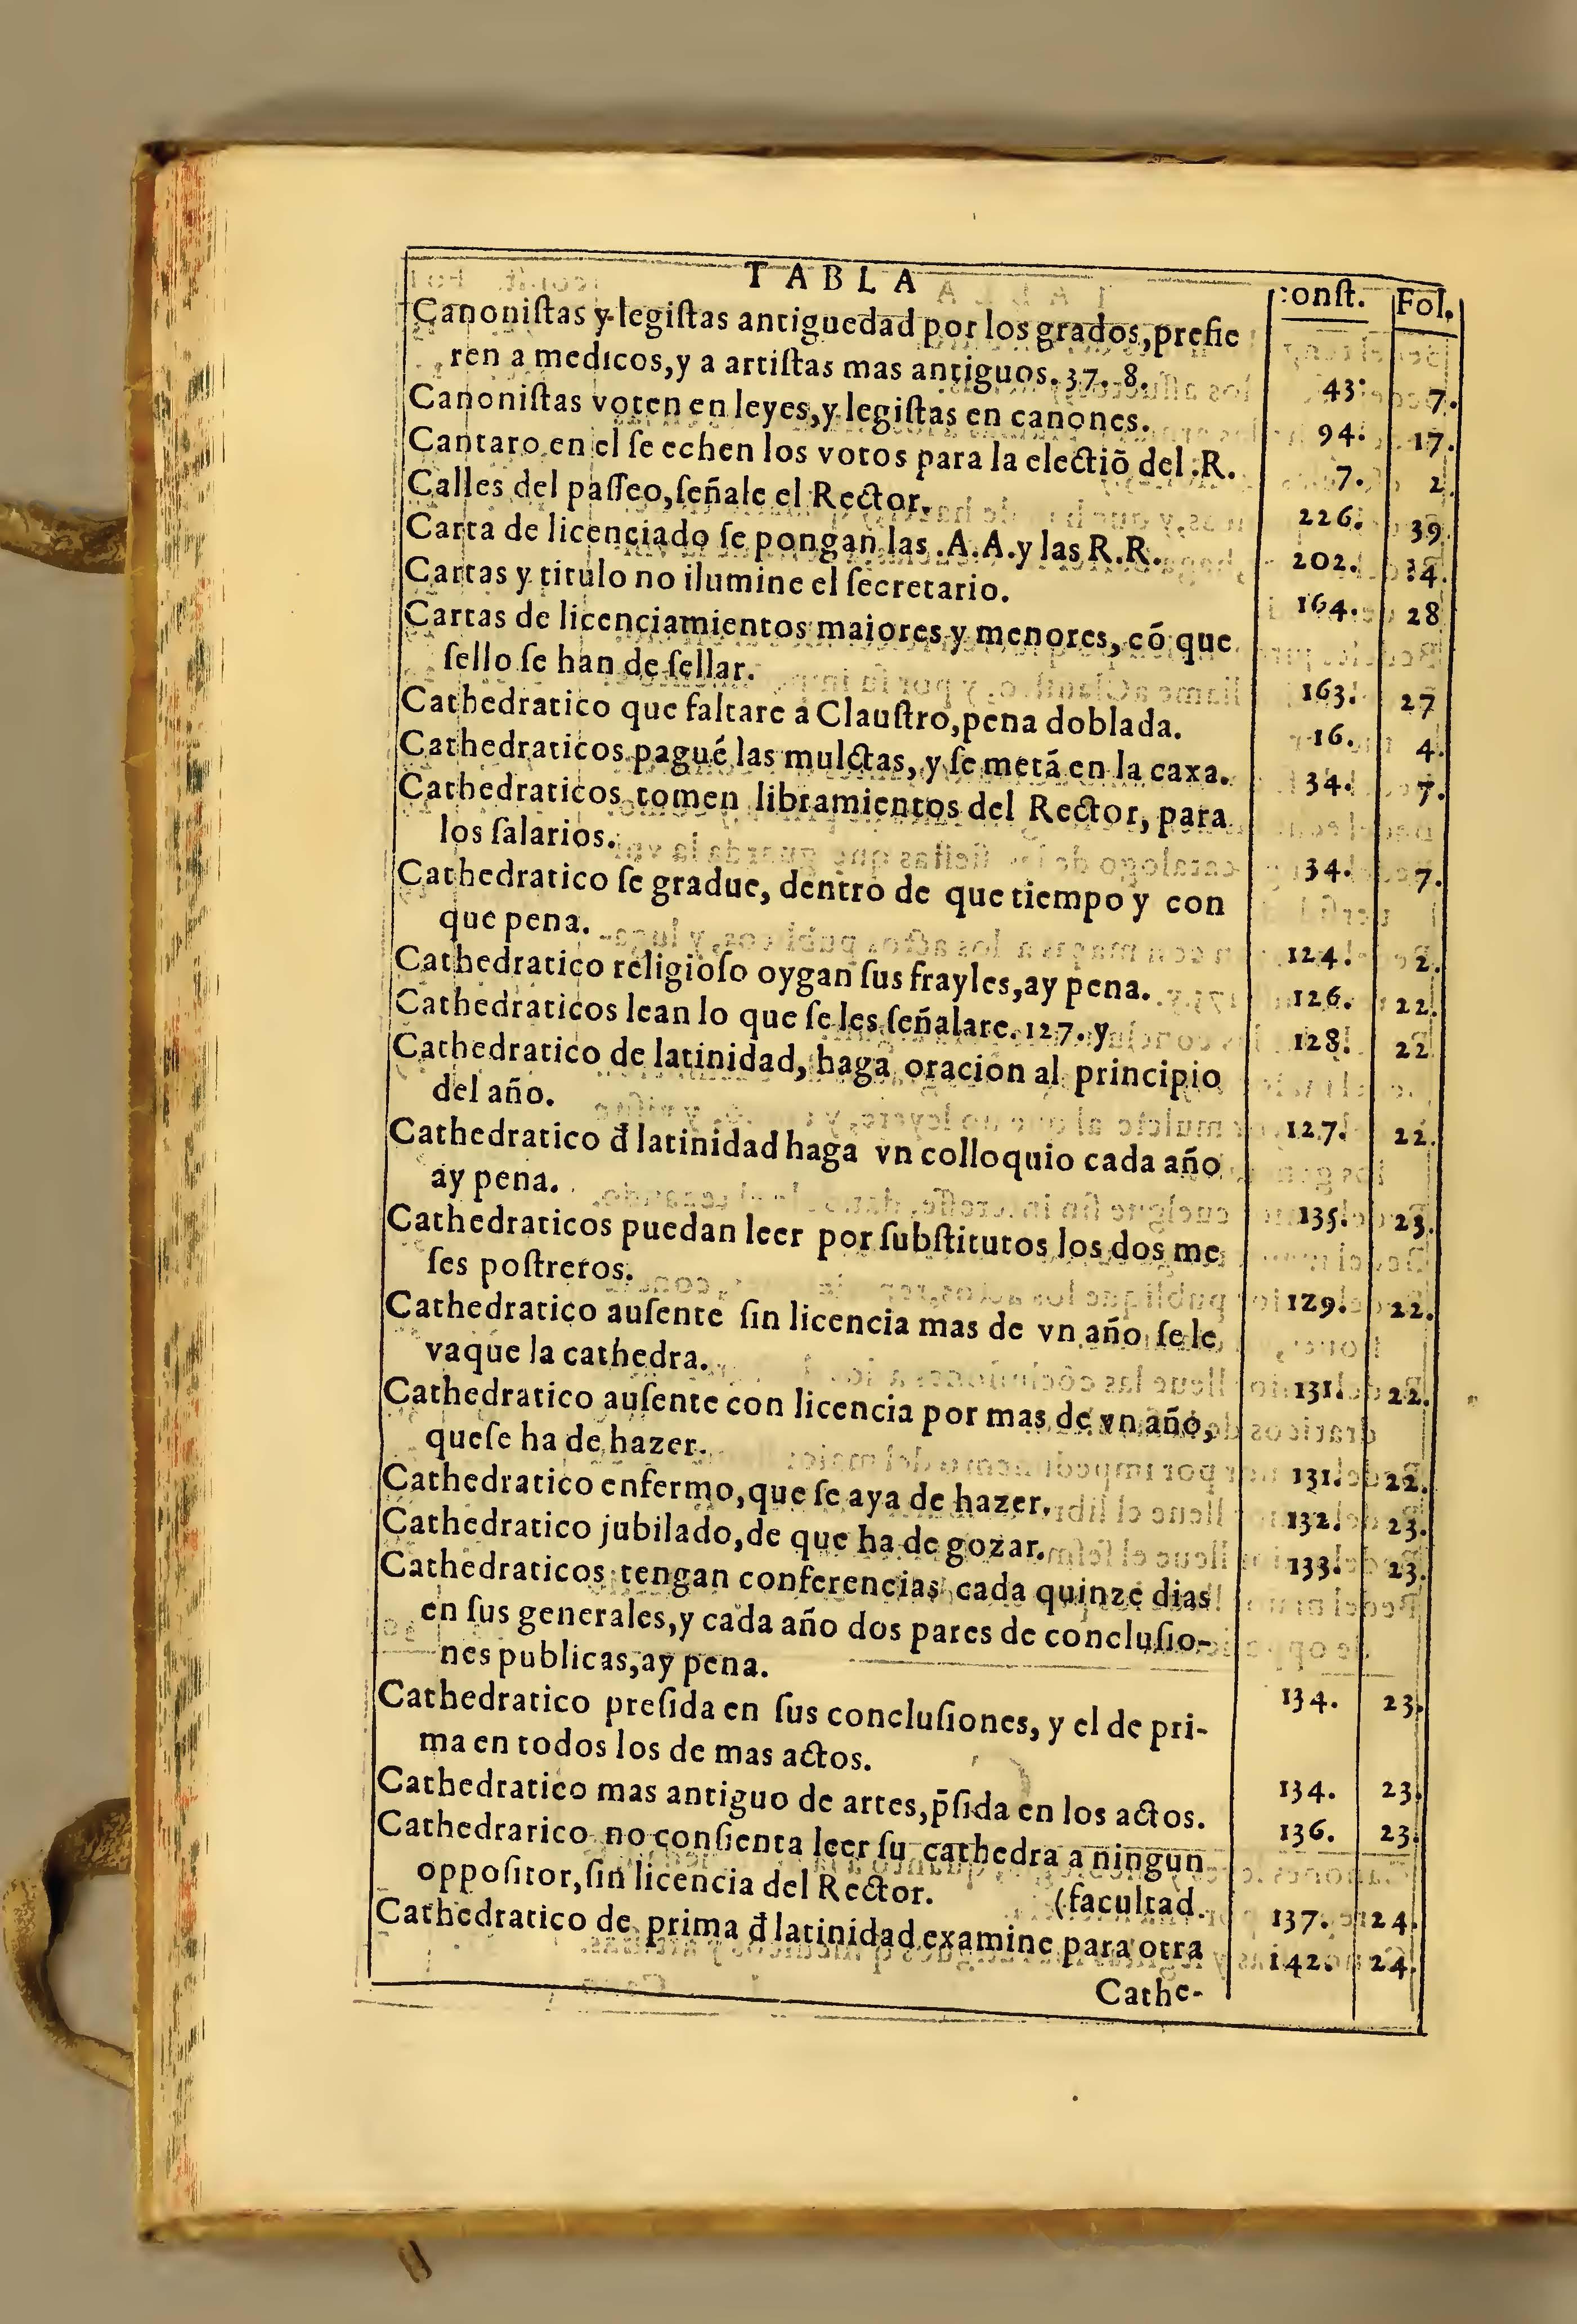 TABLA
const. Fol.
Canoniſtas y legiſtas antiguedad por los grados, prefie
ren a medicos, y a artiſtas mas antiguos. 37. 8. 43. 7.
Canoniſtas voten en leyes, y legiſtas en canones. 94. 17.
Cantaro en el ſe echen los votos para la electiō del .R. 7. 2.
Calles del paſſeo, ſeñale el Rector. 226. 39.
Carta de licenciado ſe pongan las .A.A. y las R.R. 202. 34.
Cartas y titulo no ilumine el ſecretario. 164. 28
Cartas de licenciamientos maiores y menores, có que
ſello ſe han de ſellar. 163. 27
Cathedratico que faltare a Clauſtro, pena doblada. 16. 4.
Cathedraticos pagué las mulctas, y ſe metá en la caxa. 34. 7.
Cathedraticos tomen libramientos del Rector, para
los ſalarios. 34. 7.
Cathedratico ſe gradue, dentro de que tiempo y con
que pena. 124. 2.
Cathedratico religioſo oygan ſus frayles, ay pena. 126. 22.
Cathedraticos lean lo que ſe les ſeñalare. 127. y 128. 22
Cathedratico de latinidad, haga oracion al principio
del año. 127. 22.
Cathedratico đ latinidad haga vn colloquio cada año
ay pena. 135. 23.
Cathedraticos puedan leer por ſubſtitutos los dos me
ſes poſtreros. 129. 22.
Cathedratico auſente ſin licencia mas de vn año ſe le
vaque la cathedra. 131. 22.
Cathedratico auſente con licencia por mas de vn año,
queſe ha de hazer. 131. 22.
Cathedratico enfermo, que ſe aya de hazer. 132. 23.
Cathedratico jubilado, de que ha de gozar. 133. 23.
Cathedraticos tengan conferencias cada quinze dias
en ſus generales, y cada año dos pares de concluſio-
nes publicas, ay pena. 134. 23.
Cathedratico preſida en ſus concluſiones, y el de pri-
ma en todos los de mas actos. 134. 23.
Cathedratico mas antiguo de artes, p̄ſida en los actos. 136. 23.
Cathedrarico no conſienta leer ſu cathedra a ningun
oppoſitor, ſin licencia del Rector. (facultad. 137. 24.
Cathedratico de prima đ latinidad examine para otra 142. 24.
Cathe-